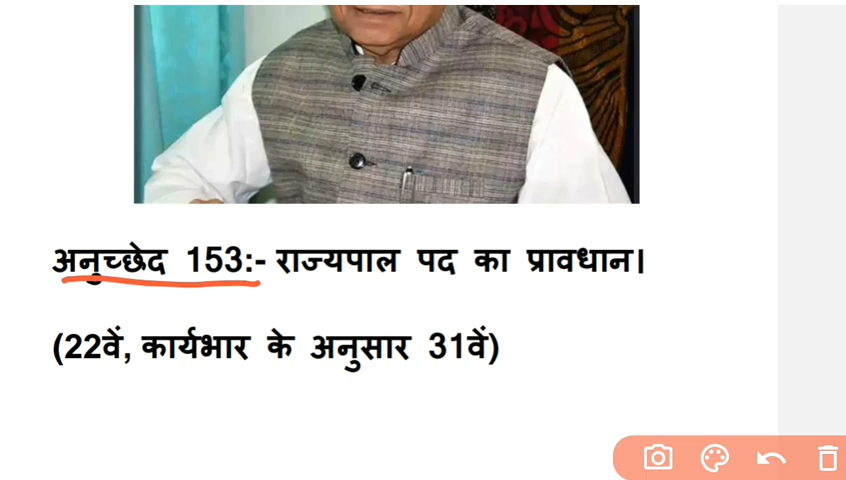 अनुच्छेद 153:- राज्यपाल पद का प्रावधान।
(22वें, कार्यभार के अनुसार 31वें)